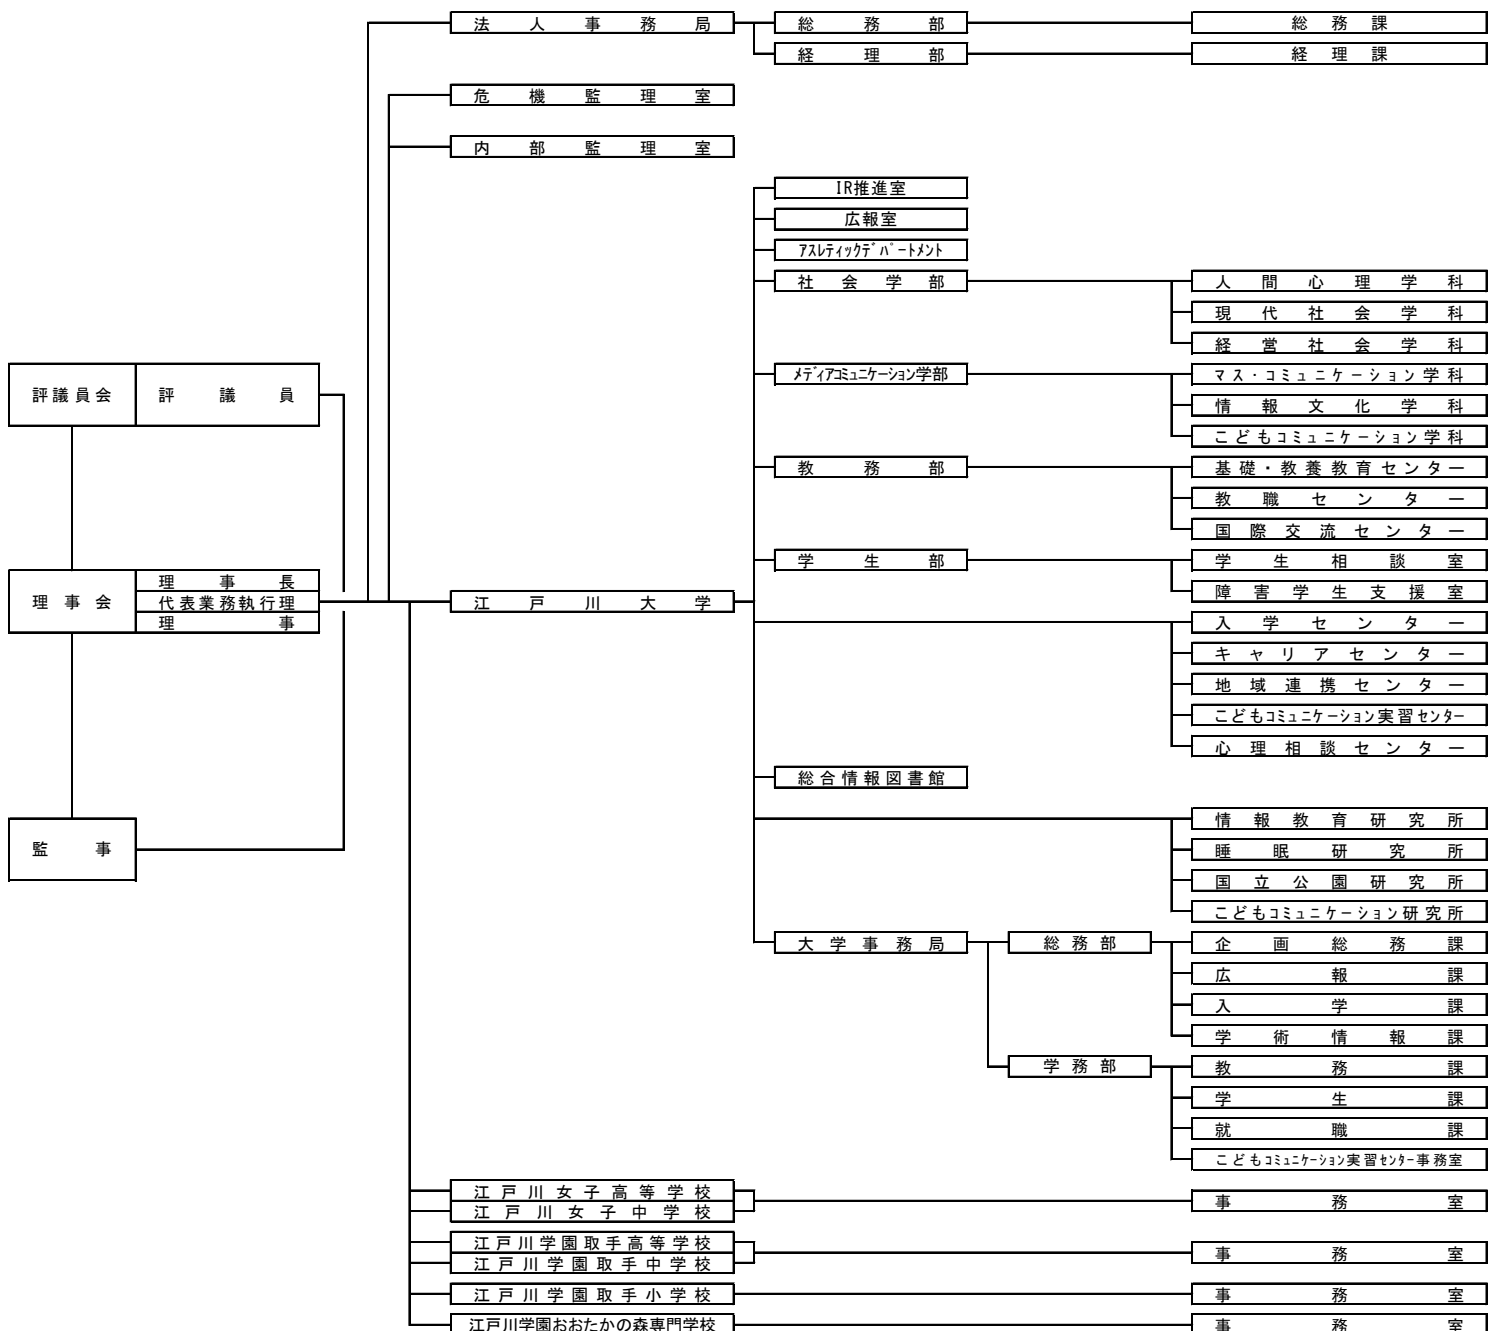 法人事務局 総務部 総務課
経理部 経理課
危機監理室
内部監理室
IR推進室
広報室
ｱｽﾚﾃｨｯｸﾃﾞﾊﾟｰﾄﾒﾝﾄ
社会学部 人間心理学科
現代社会学科
経営社会学科
評議員会 評議員
ﾒﾃﾞｨｱｺﾐｭﾆｹｰｼｮﾝ学部 マス・コミュニケーション学科
情報文化学科
こどもコミュニケーション学科
教務部 基礎・教養教育センター
教職センター
国際交流センター
学生部 学生相談室
障害学生支援室
理事会 理事長
代表業務執行理
理事
江戸川大学
入学センター
キャリアセンター
地域連携センター
こどもｺﾐｭﾆｹｰｼｮﾝ実習ｾﾝﾀｰ
心理相談センター
総合情報図書館
監事
情報教育研究所
睡眠研究所
国立公園研究所
こどもコミュニケーション研究所
大学事務局 総務部 企画総務課
広報課
入学課
学術情報課
学務部 教務課
学生課
就職課
こどもｺﾐｭﾆｹｰｼｮﾝ実習ｾﾝﾀｰ事務室
江戸川女子高等学校
江戸川女子中学校
事務室
江戸川学園取手高等学校
江戸川学園取手中学校
事務室
江戸川学園取手小学校 事務室
江戸川学園おおたかの森専門学校 事務室